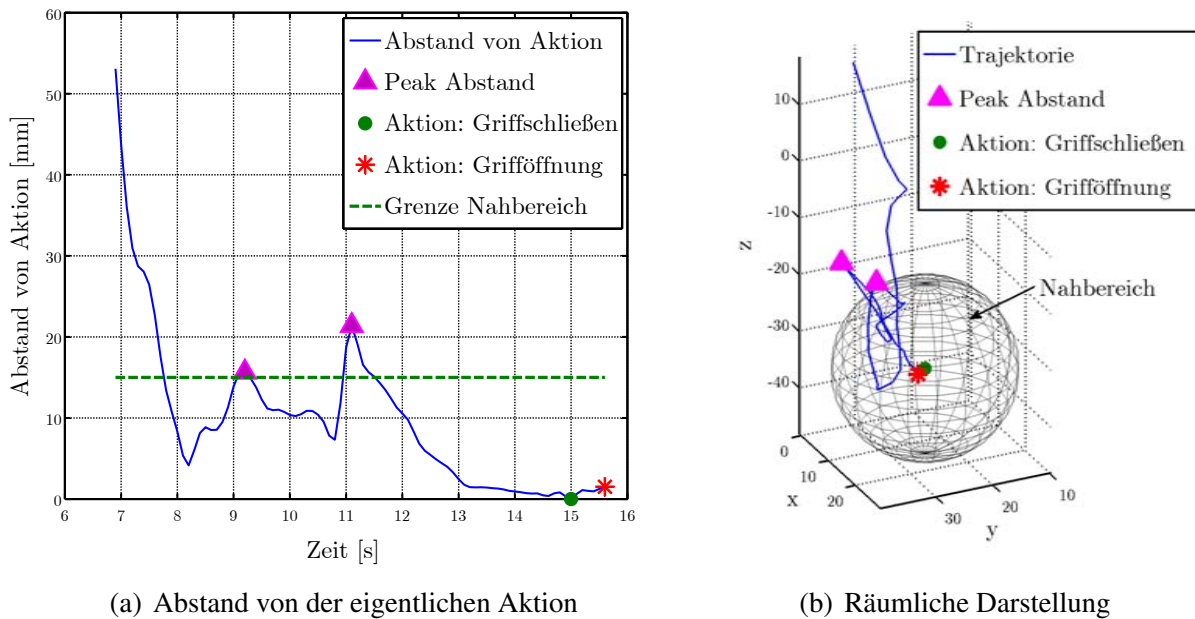 60
50
40
30
20
10
0
6 7 8 9 10 11 12 13 14 15 16
Abstand von Aktion [mm]
Zeit [s]
Abstand von Aktion
Peak Abstand
Aktion: Griffschließen
Aktion: Grifföffnung
Grenze Nahbereich
(a) Abstand von der eigentlichen Aktion
10
0
-10
-20
-30
-40
z
0
10
20
x
30
20
10
y
Trajektorie
Peak Abstand
Aktion: Griffschließen
Aktion: Grifföffnung
Nahbereich
(b) Räumliche Darstellung